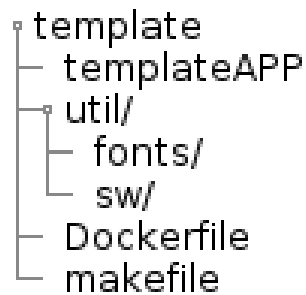 template
templateAPP
util/
fonts/
sw/
Dockerfile
makefile